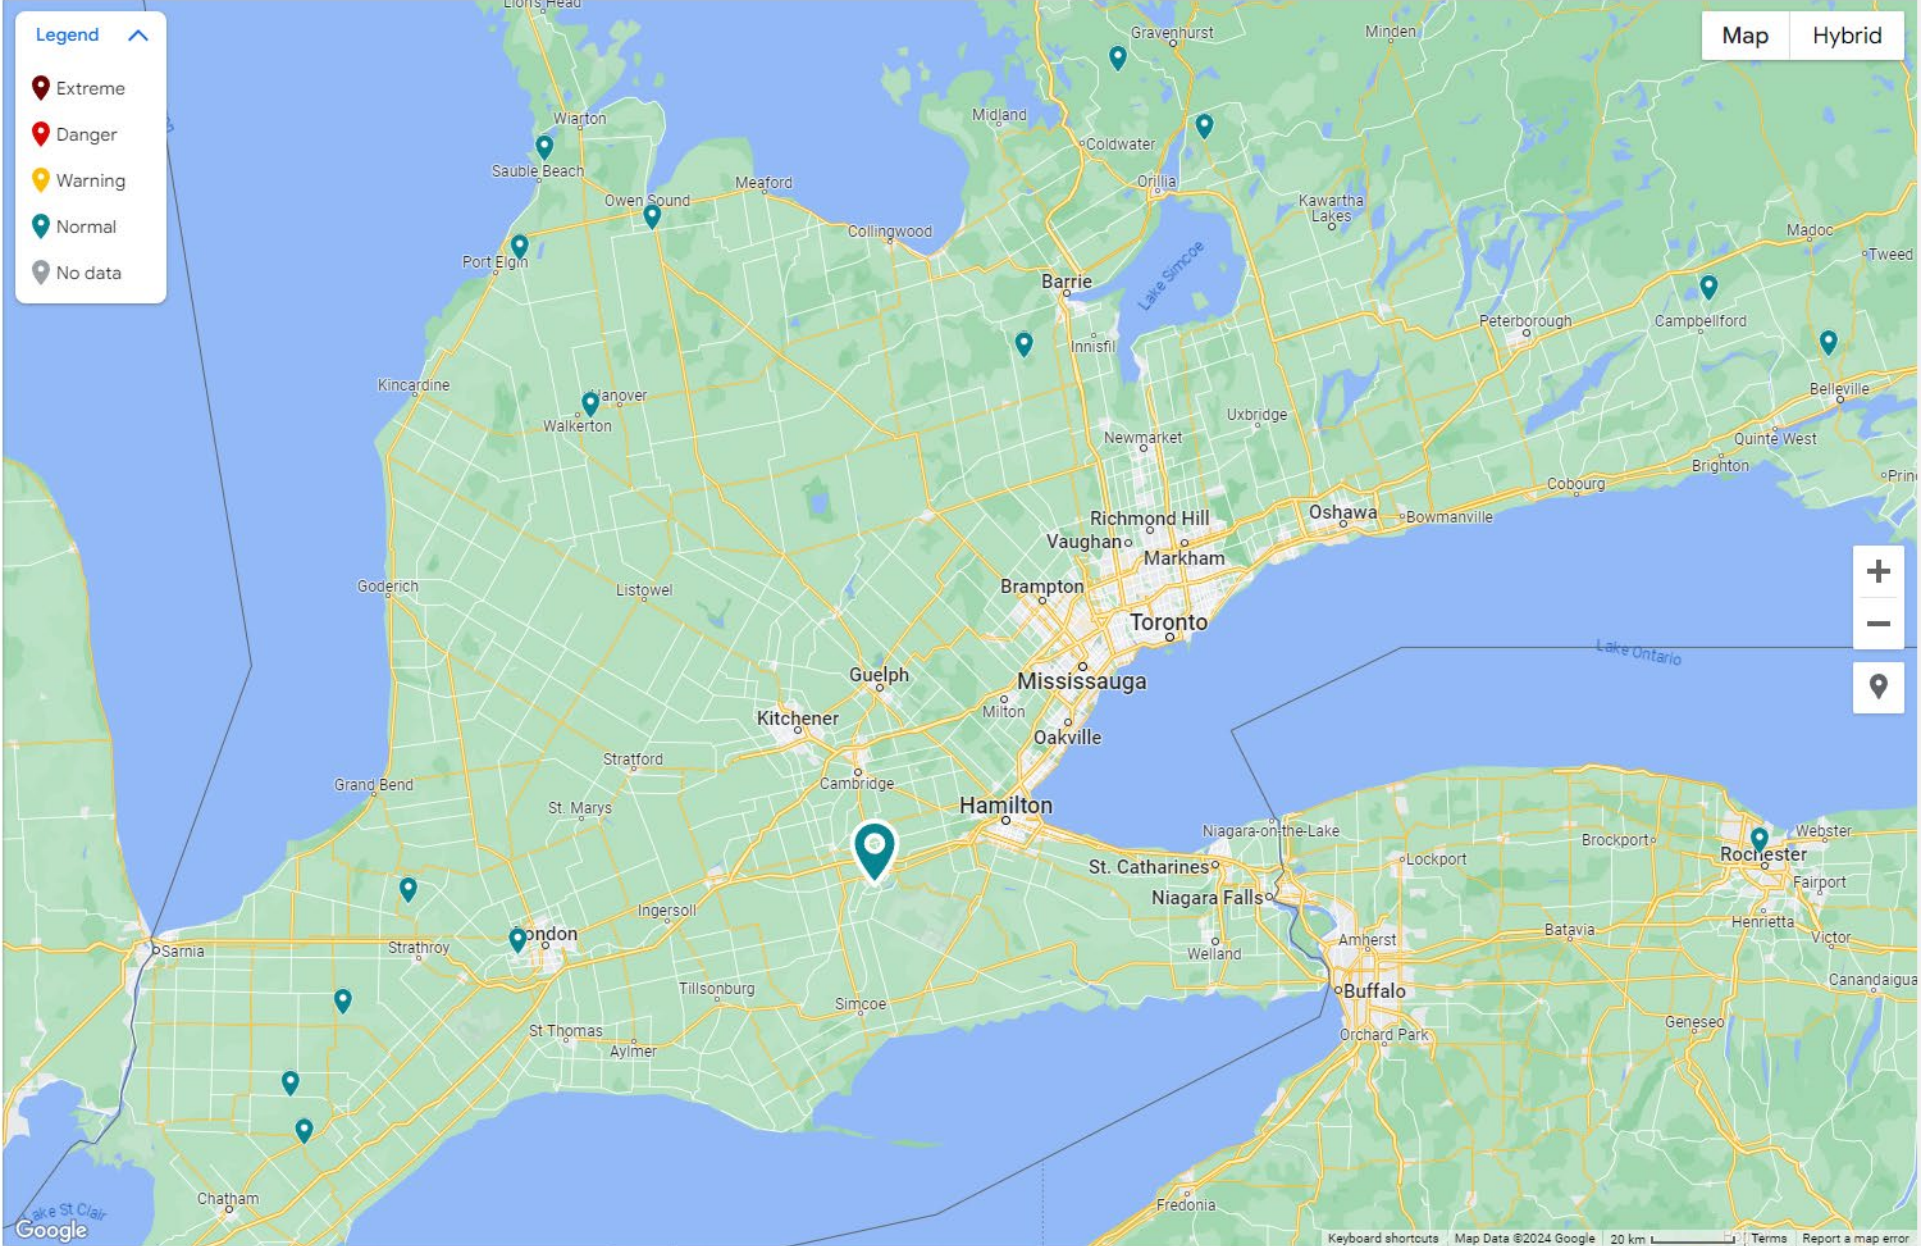 Lion's Head
Legend
Extreme
Danger
Warning
Normal
No data
Map
Hybrid
Gravenhurst
Minden
Wiarton
Midland
Coldwater
Sauble Beach
Meaford
Orillia
Owen Sound
Kawartha
Lakes
Collingwood
Madoc
Tweed
Port Elgin
Barrie
Lake Simcoe
Peterborough
Campbellford
Innisfil
Kincardine
Hanover
Belleville
Walkerton
Uxbridge
Newmarket
Quinte West
Brighton
Cobourg
Richmond Hill
Oshawa
Bowmanville
Vaughan
Markham
Goderich
Listowel
Brampton
Toronto
Lake Ontario
Guelph
Mississauga
Milton
Kitchener
Oakville
Stratford
Grand Bend
Cambridge
St. Marys
Hamilton
Niagara-on-the-Lake
Brockport
Webster
Rochester
Lockport
St. Catharines
Fairport
Niagara Falls
Ingersoll
Henrietta
London
Batavia
Victor
Sarnia
Strathroy
Amherst
Welland
Canandaigua
Tillsonburg
Buffalo
Simcoe
St Thomas
Geneseo
Orchard Park
Aylmer
Chatham
Lake St Clair
Fredonia
Google
Keyboard shortcuts
Map Data ©2024 Google
20 km
Terms
Report a map error